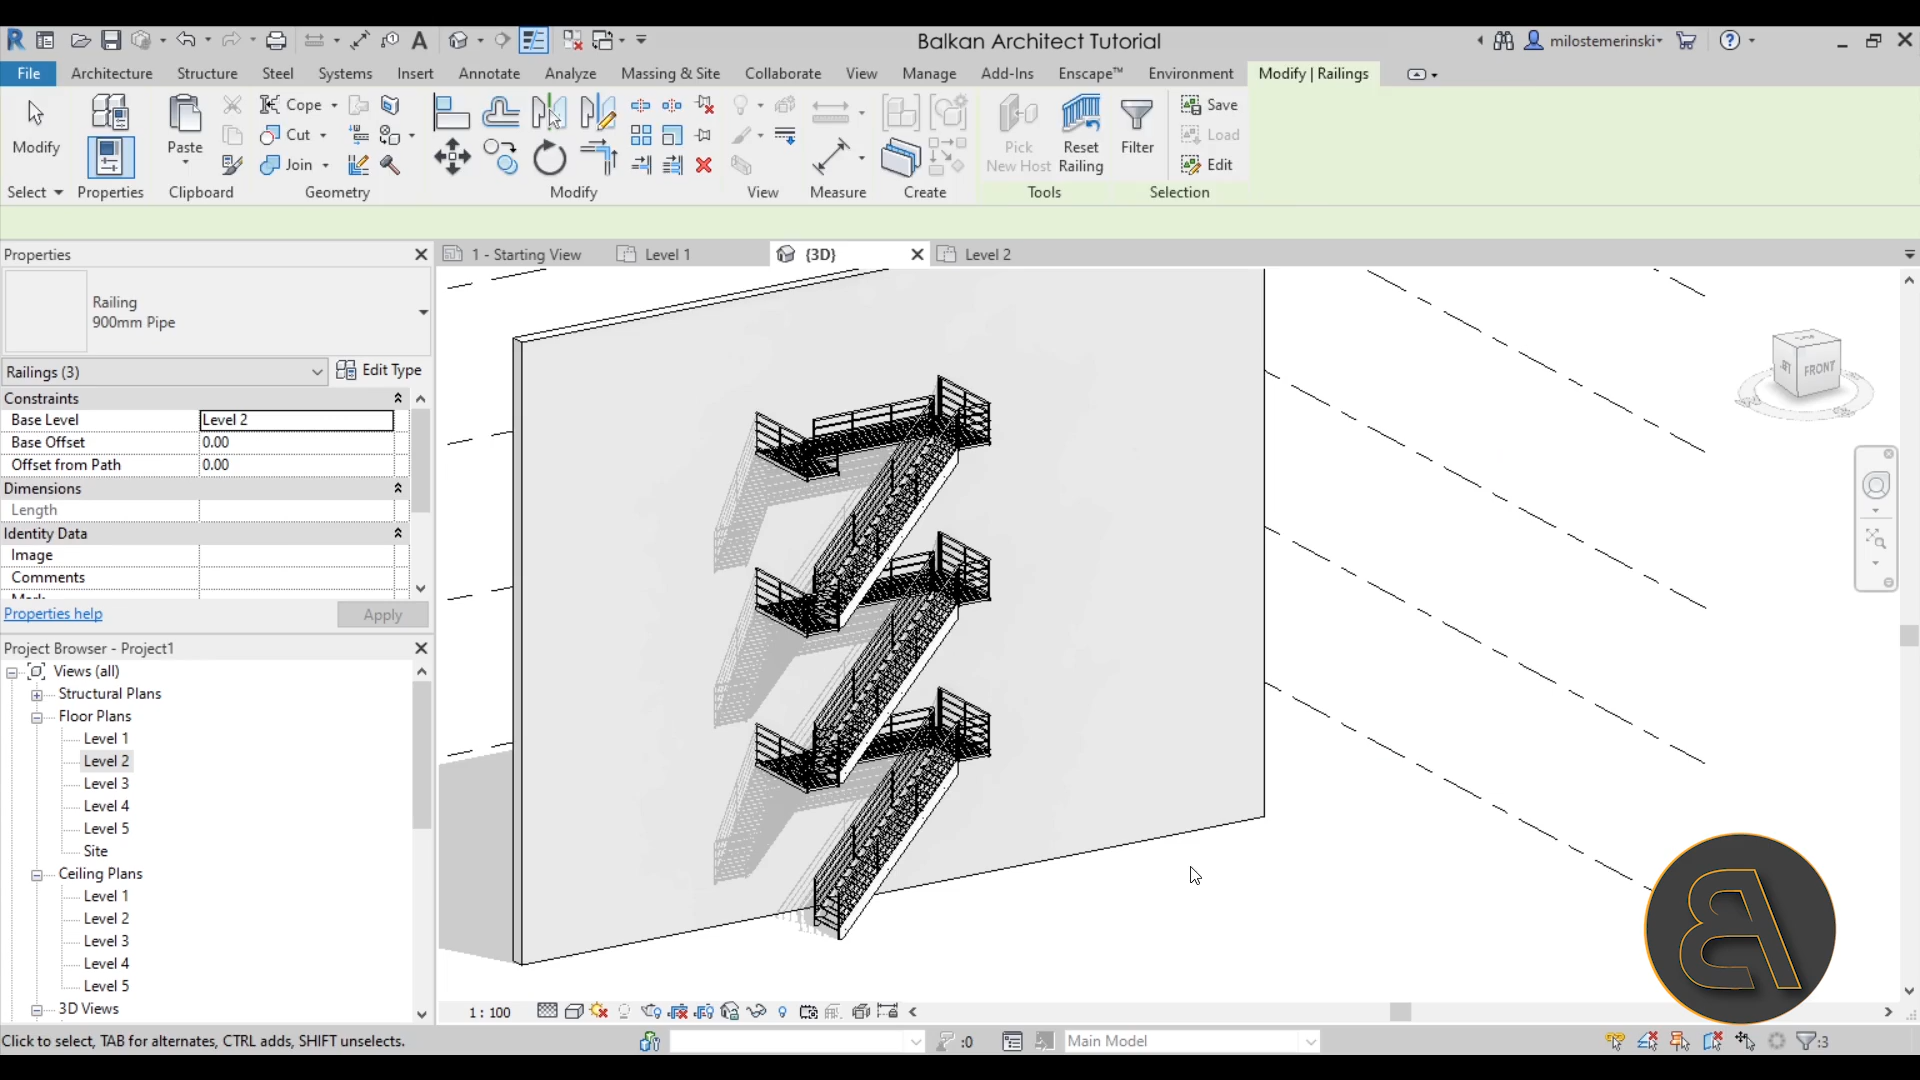 Balkan Architect Tutorial
milostemerinski
File Architecture Structure Steel Systems Insert Annotate Analyze Massing & Site Collaborate View Manage Add-Ins Enscape™ Environment Modify | Railings
Cope
Save
Cut
Load
Modify
Paste
Pick
New Host
Reset
Railing
Filter
Join
Edit
Select Properties Clipboard Geometry Modify View Measure Create Tools Selection
Properties
1 - Starting View
Level 1
{3D}
Level 2
Railing
900mm Pipe
Railings (3)
Edit Type
Constraints
Base Level Level 2
Base Offset 0.00
Offset from Path 0.00
Dimensions
Length
Identity Data
Image
Comments
Properties help
Apply
Project Browser - Project1
Views (all)
Structural Plans
Floor Plans
Level 1
Level 2
Level 3
Level 4
Level 5
Site
Ceiling Plans
Level 1
Level 2
Level 3
Level 4
Level 5
3D Views
FRONT
1 : 100
Click to select, TAB for alternates, CTRL adds, SHIFT unselects.
:0
Main Model
:3